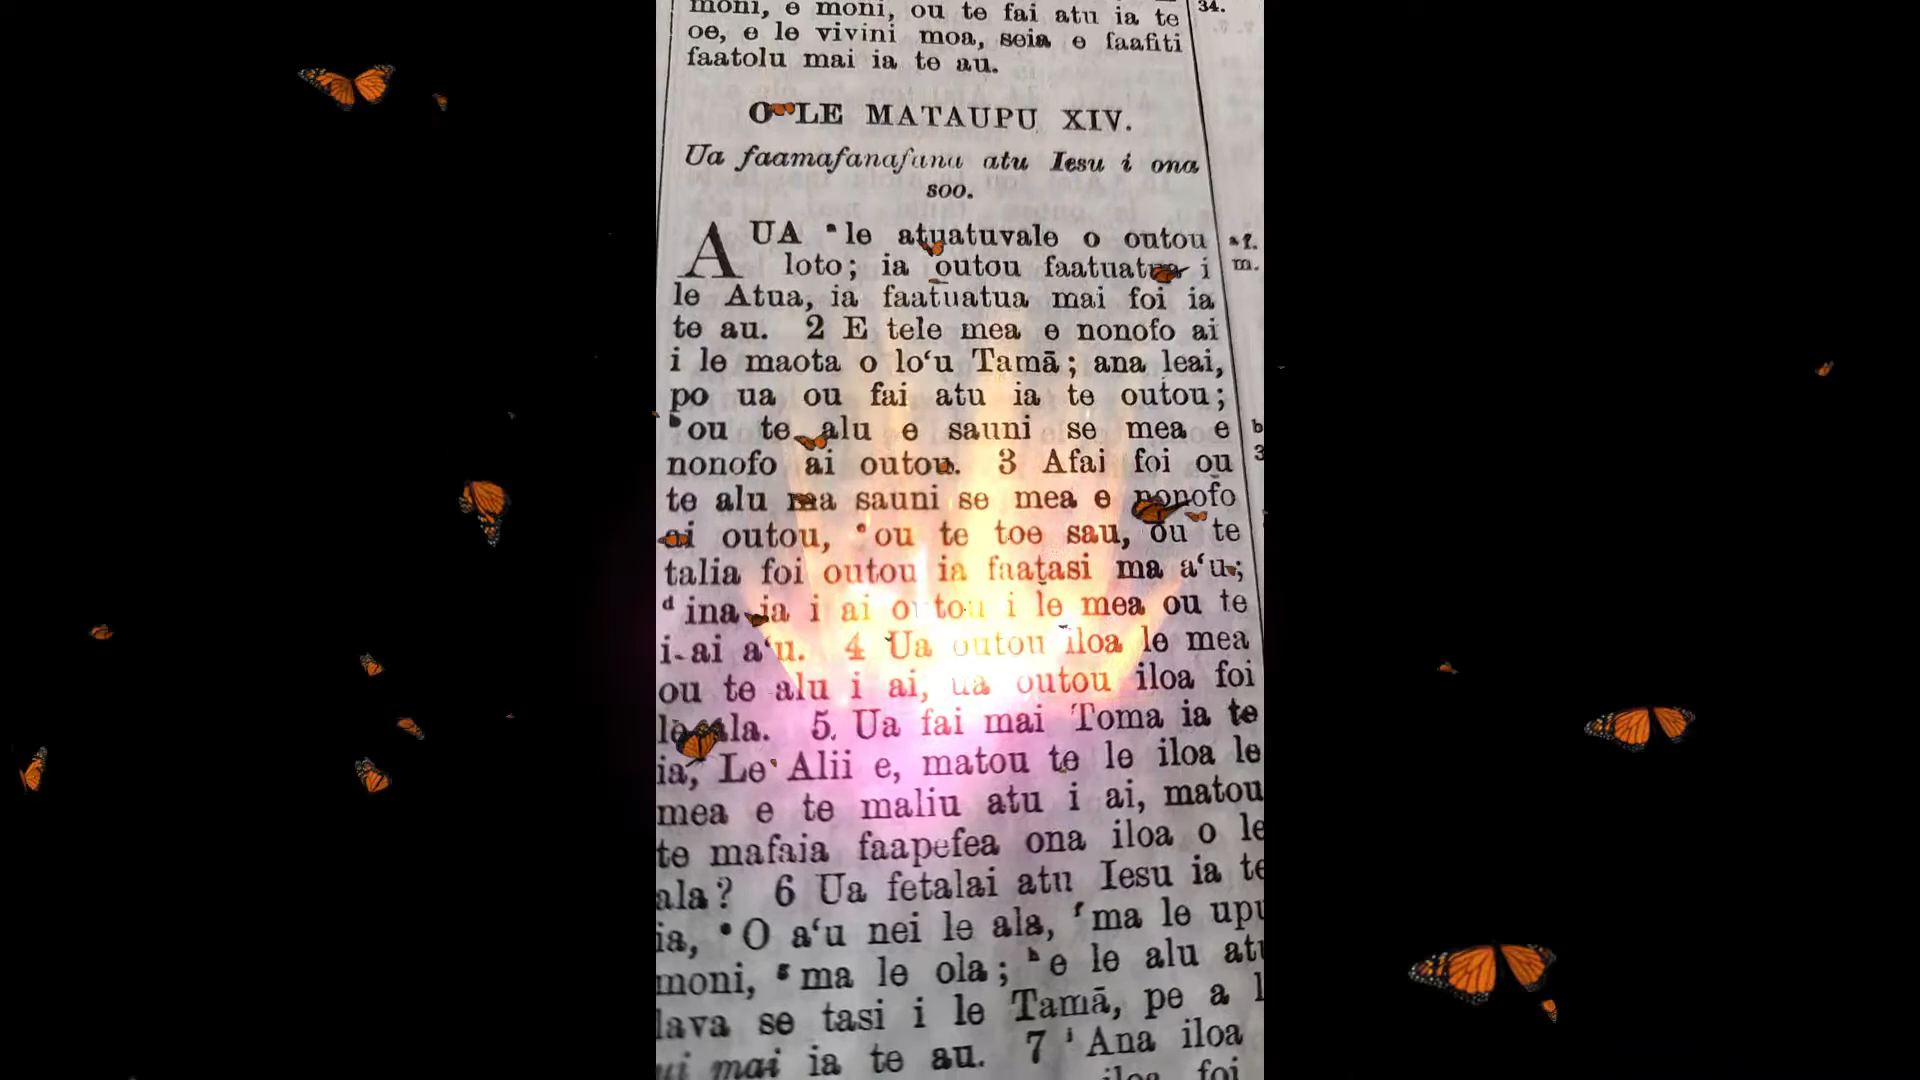 moni, e moni, ou te fai atu ia te
oe, e le vivini moa, seia e faafiti
faatolu mai ia te au.
34.
O LE MATAUPU XIV.
Ua faamafanafana atu Iesu i ona
soo.
AUA a le atuatuvale o outou
loto; ia outou faatuatua i
le Atua, ia faatuatua mai foi ia
te au. 2 E tele mea e nonofo ai
i le maota o lo‘u Tamā; ana leai,
po ua ou fai atu ia te outou;
b ou te alu e sauni se mea e
nonofo ai outou. 3 Afai foi ou
te alu ma sauni se mea e nonofo
ai outou, c ou te toe sau, ou te
talia foi outou ia faatasi ma a‘u;
d ina ia i ai outou i le mea ou te
i ai a‘u. 4 Ua outou iloa le mea
ou te alu i ai, ua outou iloa foi
le ala. 5 Ua fai mai Toma ia te
ia, Le Alii e, matou te le iloa le
mea e te maliu atu i ai, matou
te mafaia faapefea ona iloa o le
ala? 6 Ua fetalai atu Iesu ia te
ia, e O a‘u nei le ala, f ma le upu
moni, g ma le ola; h e le alu atu
lava se tasi i le Tamā, pe a
mai ia te au. 7 i Ana iloa
iloa foi